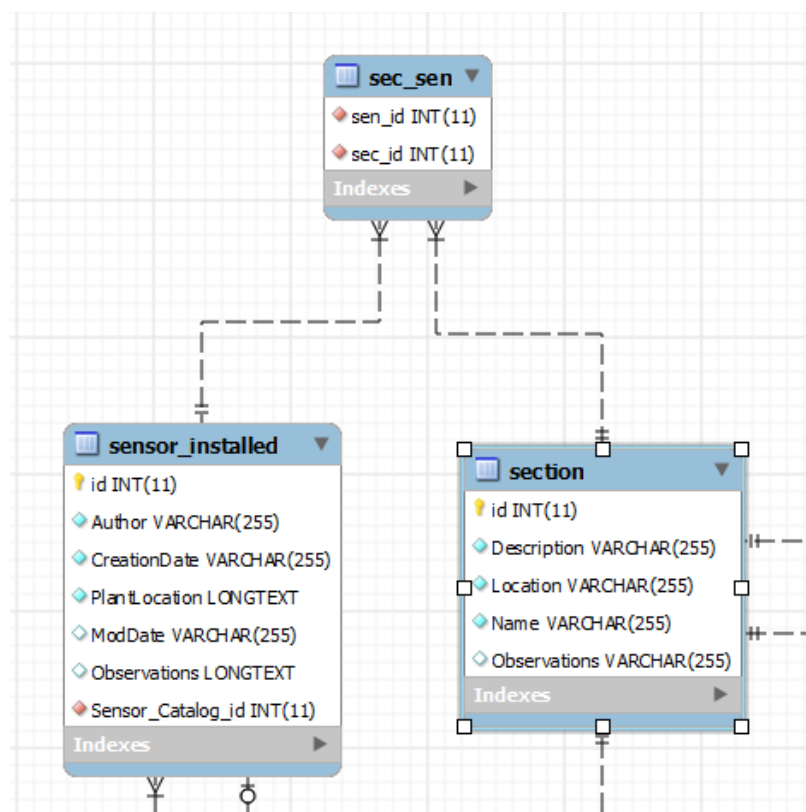 sec_sen
sen_id INT(11)
sec_id INT(11)
Indexes
sensor_installed
id INT(11)
Author VARCHAR(255)
CreationDate VARCHAR(255)
PlantLocation LONGTEXT
ModDate VARCHAR(255)
Observations LONGTEXT
Sensor_Catalog_id INT(11)
Indexes
section
id INT(11)
Description VARCHAR(255)
Location VARCHAR(255)
Name VARCHAR(255)
Observations VARCHAR(255)
Indexes